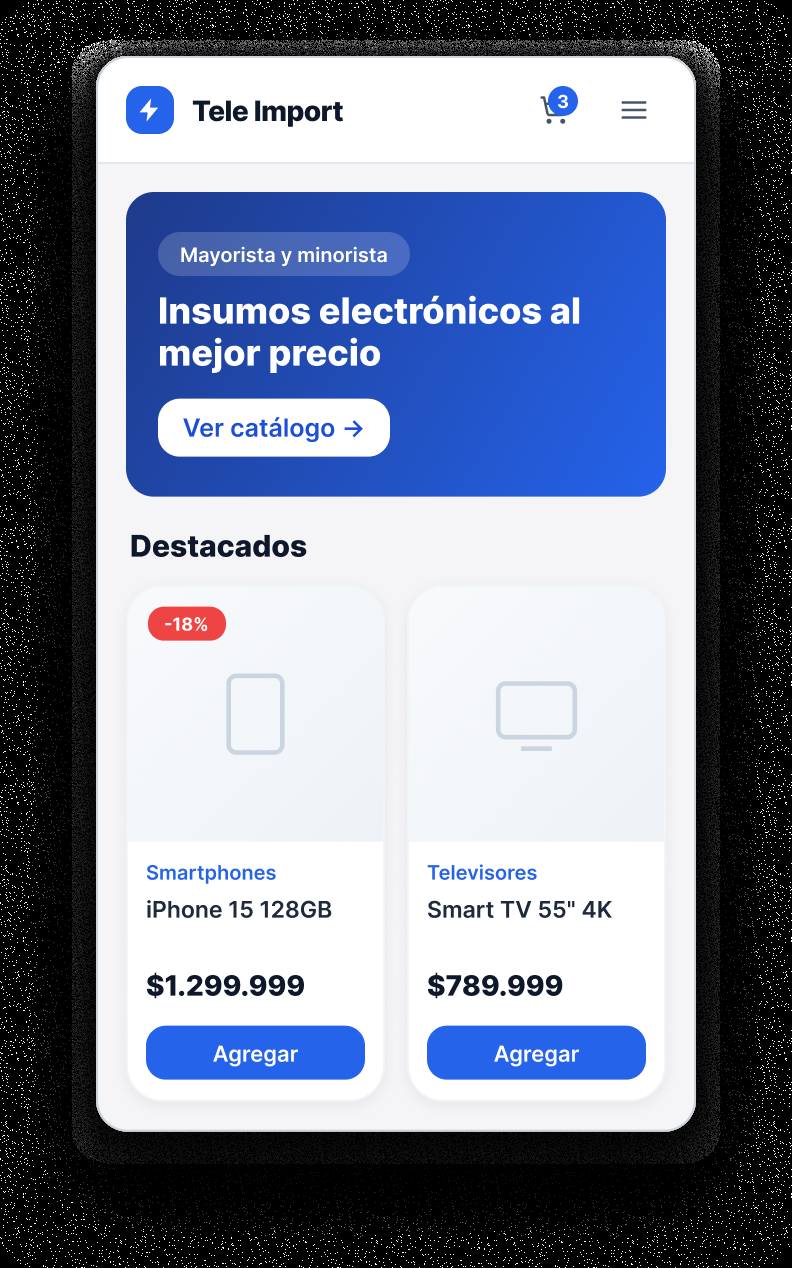 Tele Import
3
Mayorista y minorista
Insumos electrónicos al
mejor precio
Ver catálogo →
Destacados
-18%
Smartphones
iPhone 15 128GB
$1.299.999
Agregar
Televisores
Smart TV 55" 4K
$789.999
Agregar